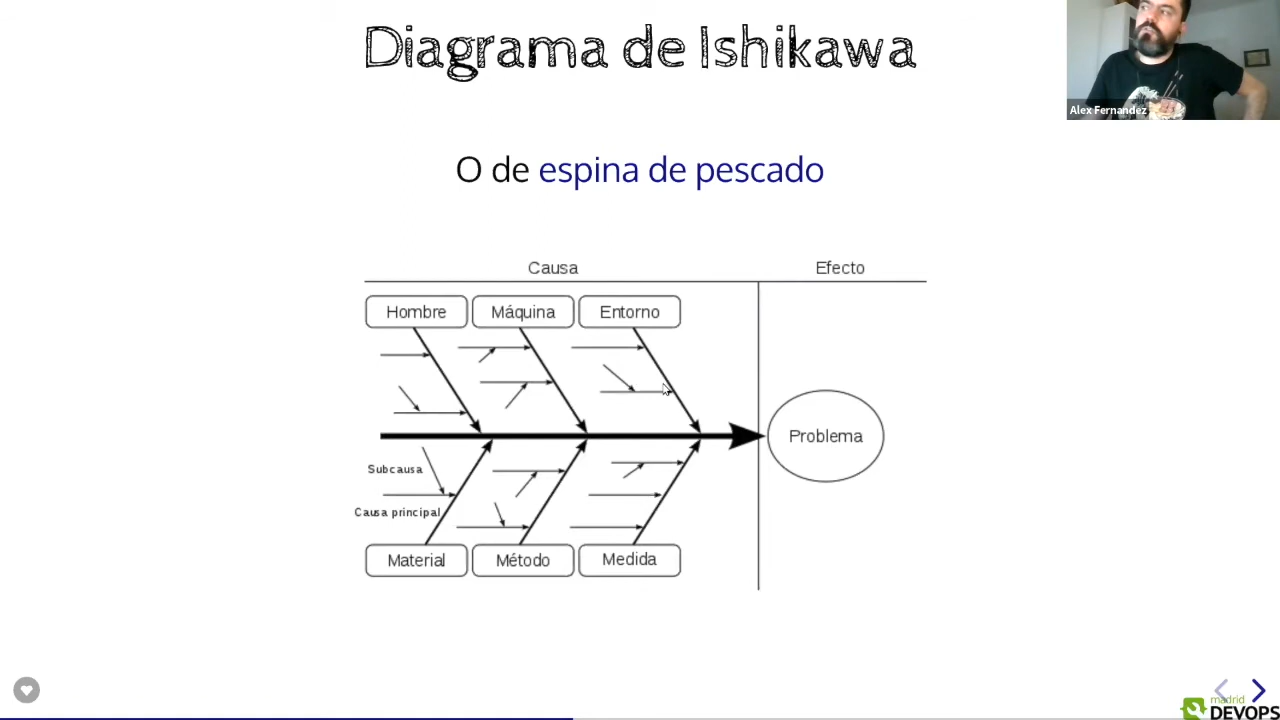 Diagrama de Ishikawa
Alex Fernandez
O de espina de pescado
Causa
Efecto
Hombre
Máquina
Entorno
Problema
Subcausa
Causa principal
Material
Método
Medida
madrid
DEVOPS